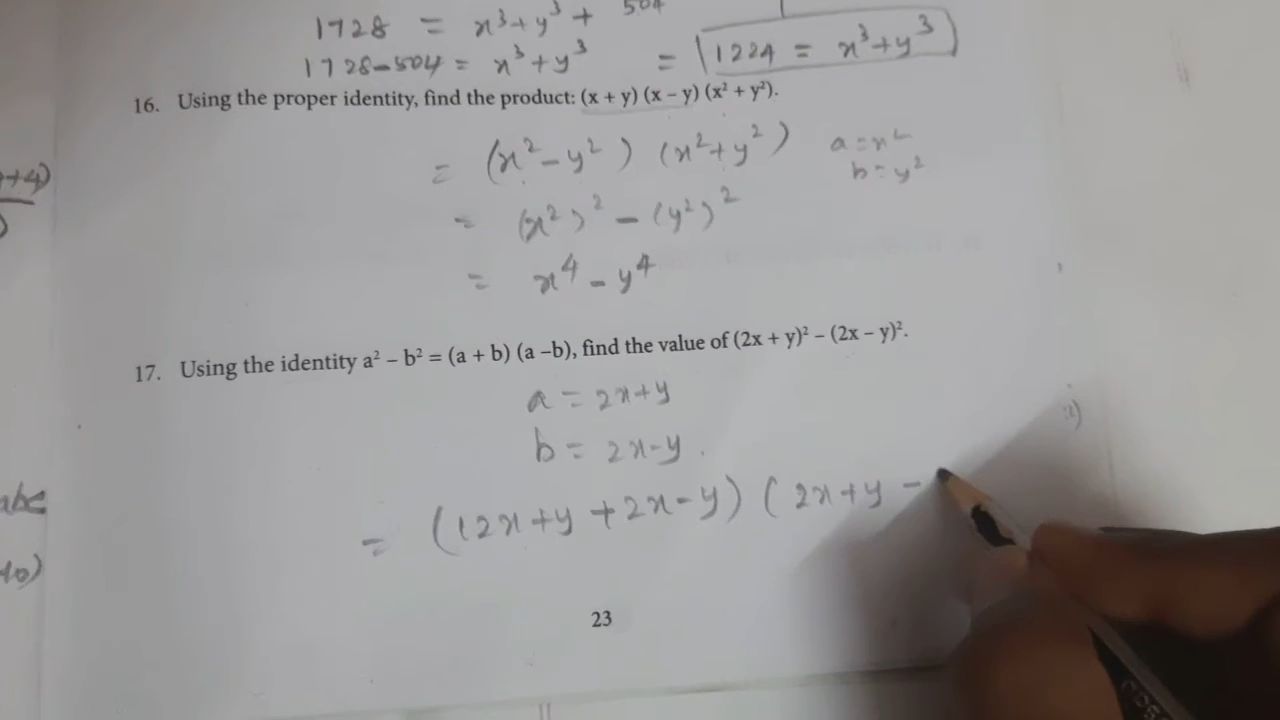 1728 = x³+y³ + 504
1728-504 = x³+y³ = 1224 = x³+y³
16. Using the proper identity, find the product: (x + y) (x – y) (x² + y²).
= (x²-y²) (x²+y²) a=x²
b=y²
= (x²)² - (y²)²
= x⁴ - y⁴
17. Using the identity a² – b² = (a + b) (a –b), find the value of (2x + y)² – (2x – y)².
a = 2x+y
b = 2x-y.
= ((2x+y +2x-y) (2x+y -
23
+4)
abc